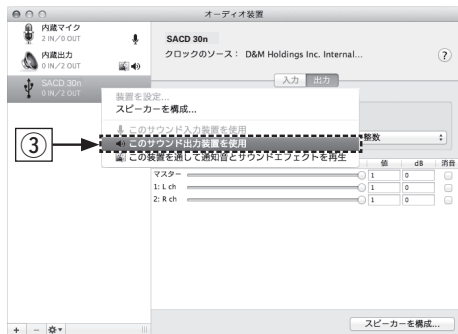 オーディオ装置
内蔵マイク
2 IN/0 OUT
内蔵出力
0 IN/2 OUT
SACD 30n
0 IN/2 OUT
SACD 30n
クロックのソース： D&M Holdings Inc. Internal...
?
入力 出力
装置を設定...
スピーカーを構成...
このサウンド入力装置を使用
③
このサウンド出力装置を使用
この装置を通して通知音とサウンドエフェクトを再生
整数
値 dB 消音
マスター 1 0
1: L ch 1 0
2: R ch 1 0
スピーカーを構成...
+ −